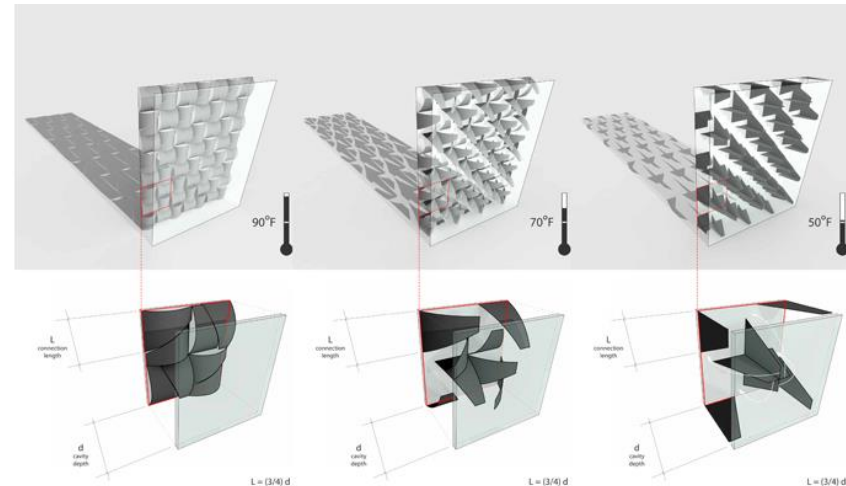 90°F
70°F
50°F
L
connection
length
d
cavity
depth
L = (3/4) d
L
connection
length
d
cavity
depth
L = (3/4) d
L
connection
length
d
cavity
depth
L = (3/4) d